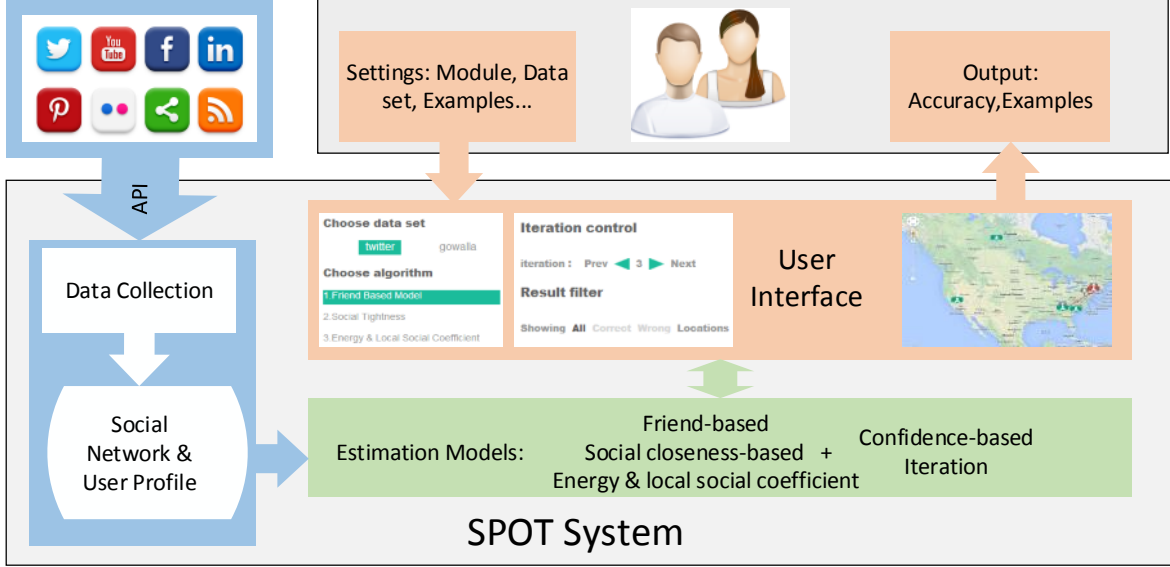 You
Tube
f
in
Settings: Module, Data
set, Examples...
Output:
Accuracy,Examples
API
Data Collection
Social
Network &
User Profile
Choose data set
twitter gowalla
Choose algorithm
1.Friend Based Model
2.Social Tightness
3.Energy & Local Social Coefficient
Iteration control
iteration : Prev 3 Next
Result filter
Showing All Correct Wrong Locations
User
Interface
Estimation Models:
Friend-based
Social closeness-based +
Energy & local social coefficient
Confidence-based
Iteration
SPOT System